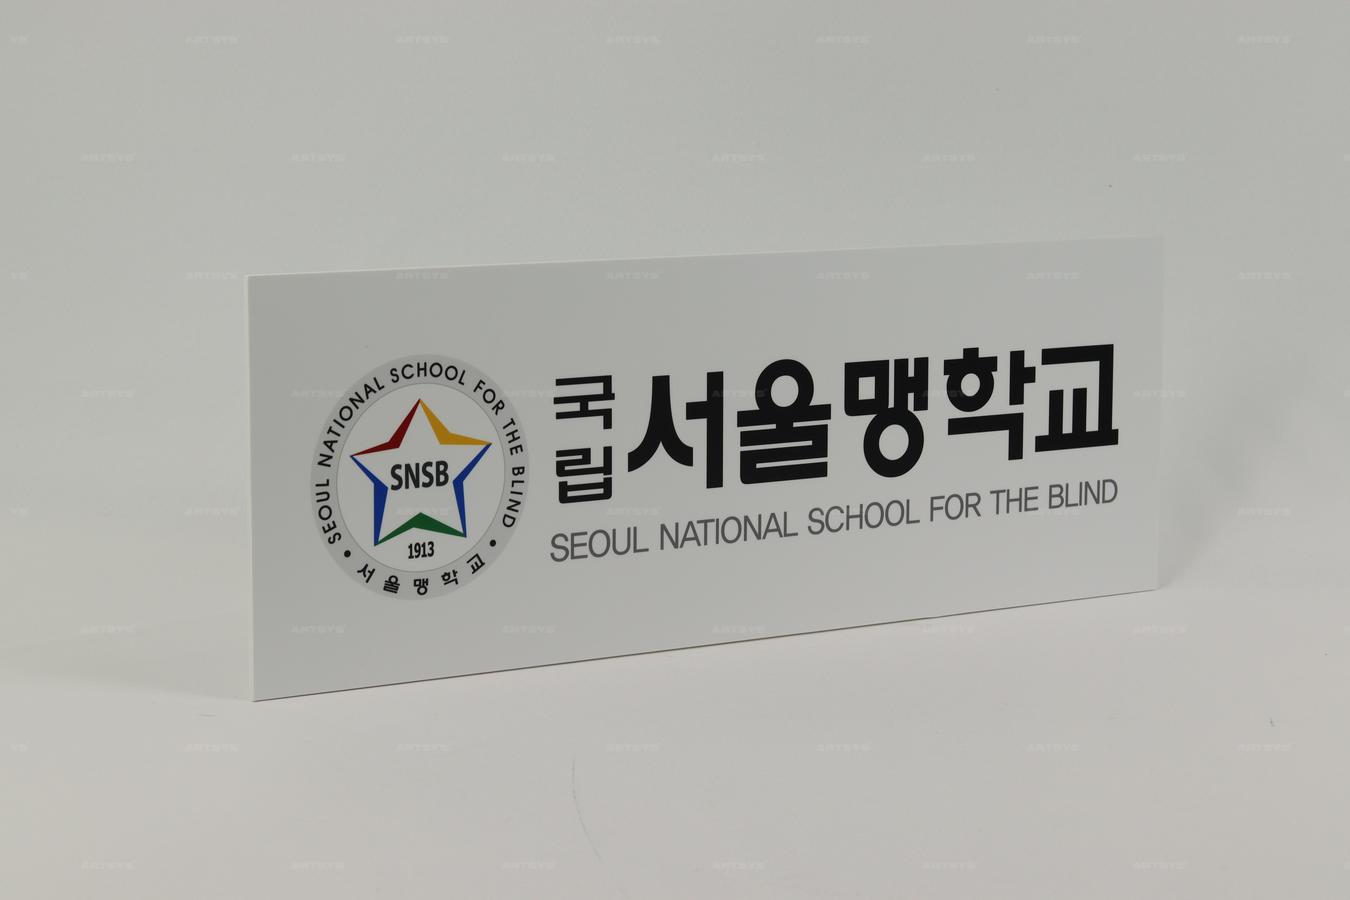 SEOUL NATIONAL SCHOOL FOR THE BLIND
SNSB
1913
• 서울맹학교 •
국립 서울맹학교
SEOUL NATIONAL SCHOOL FOR THE BLIND
ARTSYS